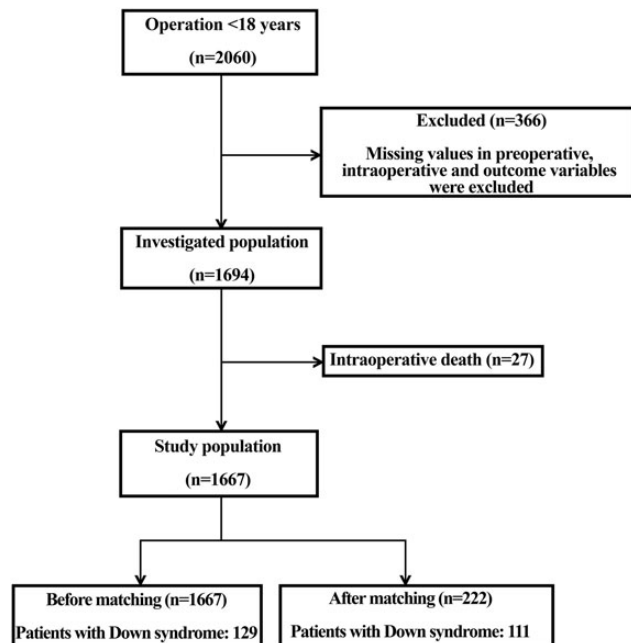 Operation <18 years
(n=2060)
Excluded (n=366)
Missing values in preoperative,
intraoperative and outcome variables
were excluded
Investigated population
(n=1694)
Intraoperative death (n=27)
Study population
(n=1667)
Before matching (n=1667)
Patients with Down syndrome: 129
After matching (n=222)
Patients with Down syndrome: 111